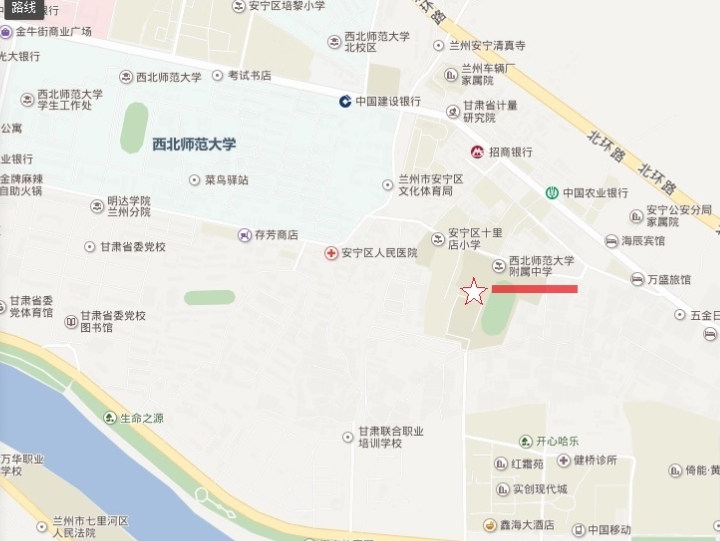 路线
安宁区培黎小学
北环路
金牛街商业广场
西北师范大学
北校区
兰州安宁清真寺
光大银行
西北师范大学
考试书店
兰州车辆厂
家属院
西北师范大学
学生工作处
中国建设银行
甘肃省计量
研究院
公寓
西北师范大学
北环路
北环路
业银行
招商银行
金牌麻辣
自助火锅
菜鸟驿站
兰州市安宁区
文化体育局
中国农业银行
明达学院
兰州分院
安宁公安分局
家属院
存芳商店
安宁区十里
店小学
海辰宾馆
甘肃省委党校
安宁区人民医院
西北师范大学
附属中学
万盛旅馆
甘肃省委
党体育馆
甘肃省委党校
图书馆
五金日
生命之源
甘肃联合职业
培训学校
开心哈乐
万华职业
学校
红霜苑
健桥诊所
倚能·黄
实创现代城
兰州市七里河区
人民法院
鑫海大酒店
中国移动